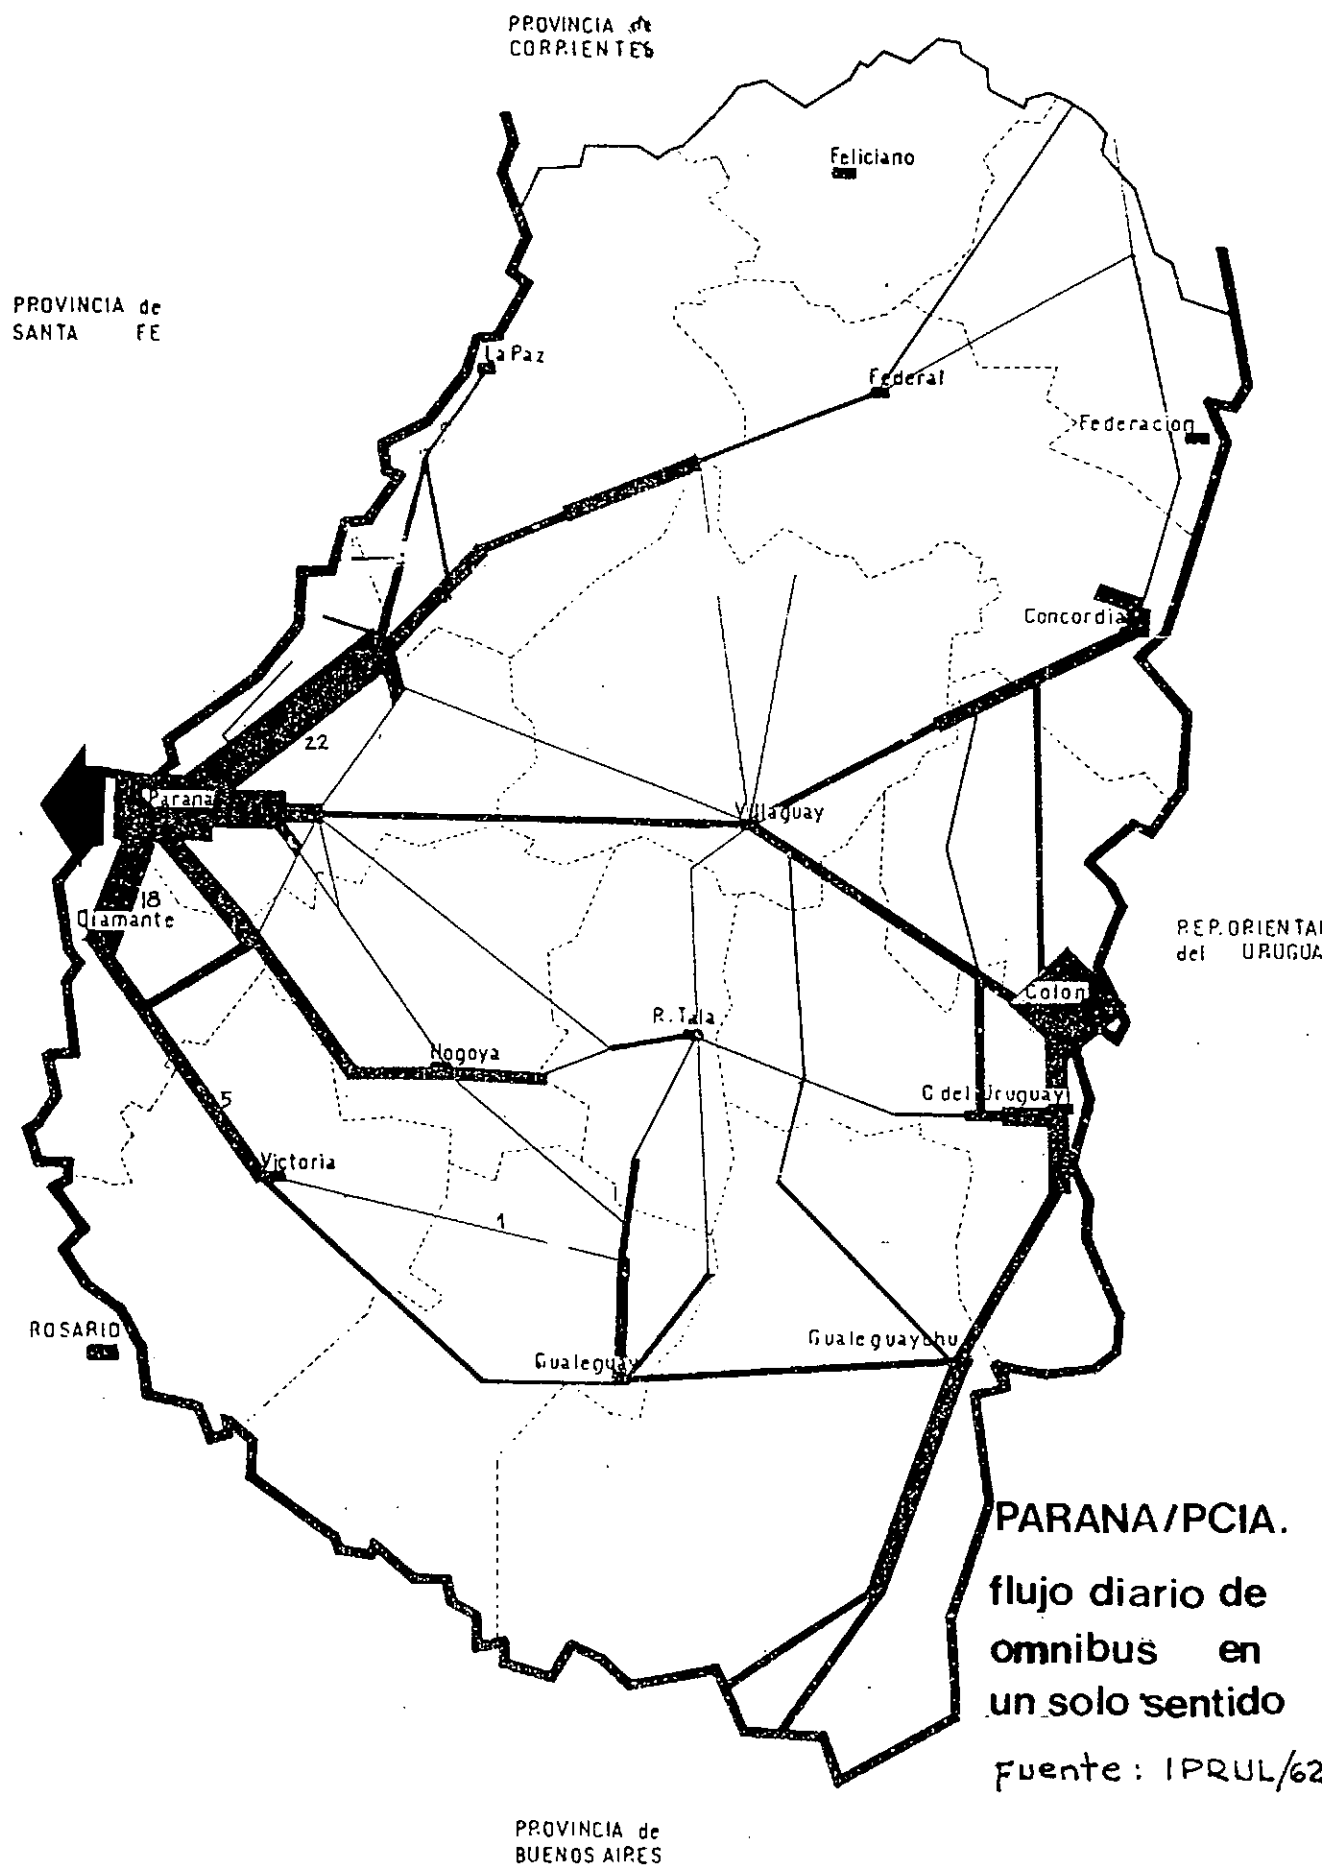 PROVINCIA de
CORRIENTES
Feliciano
PROVINCIA de
SANTA FE
La Paz
Federal
Federacion
Concordia
22
Parana
Villaguay
18
Diamante
REP. ORIENTAL
del URUGUA
Colon
R. Tala
Nogoya
C. del Uruguay
5
Victoria
1
ROSARIO
Gualeguaychu
Gualeguay
PARANA/PCIA.
flujo diario de
omnibus en
un solo sentido
Fuente: IPRUL/62
PROVINCIA de
BUENOS AIRES